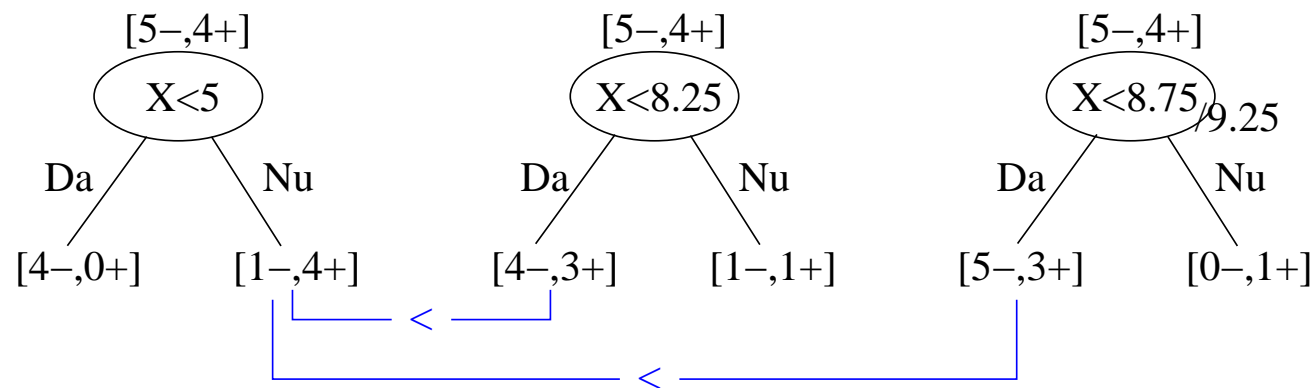 [5−,4+] [5−,4+] [5−,4+]
X<5 X<8.25 X<8.75/9.25
Da Nu Da Nu Da Nu
[4−,0+] [1−,4+] [4−,3+] [1−,1+] [5−,3+] [0−,1+]
<
<